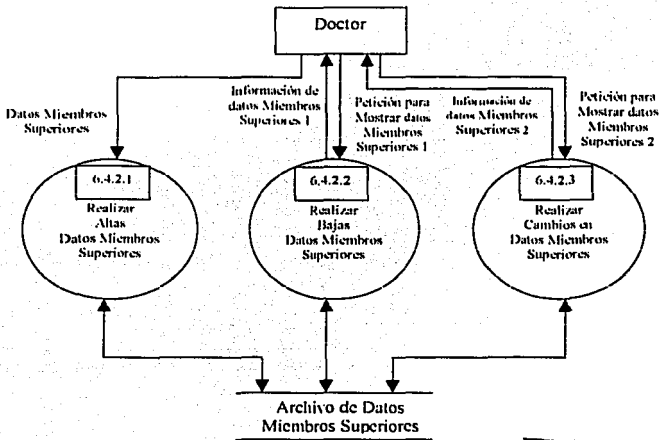 Doctor
Datos Miembros
Superiores
Información de
datos Miembros
Superiores 1
Petición para
Mostrar datos
Miembros
Superiores 1
Información de
datos Miembros
Superiores 2
Petición para
Mostrar datos
Miembros
Superiores 2
6.4.2.1
Realizar
Altas
Datos Miembros
Superiores
6.4.2.2
Realizar
Bajas
Datos Miembros
Superiores
6.4.2.3
Realizar
Cambios en
Datos Miembros
Superiores
Archivo de Datos
Miembros Superiores